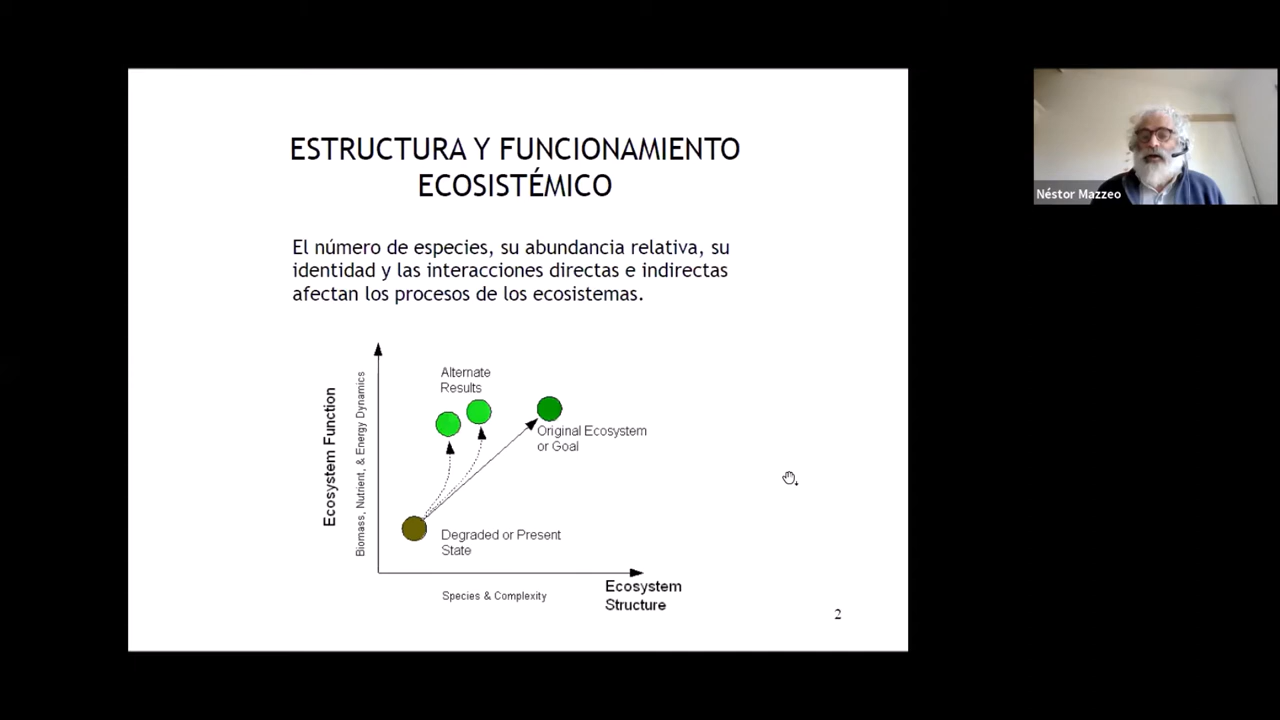 ESTRUCTURA Y FUNCIONAMIENTO
ECOSISTÉMICO
El número de especies, su abundancia relativa, su
identidad y las interacciones directas e indirectas
afectan los procesos de los ecosistemas.
Ecosystem Function
Biomass, Nutrient, & Energy Dynamics
Alternate
Results
Original Ecosystem
or Goal
Degraded or Present
State
Species & Complexity
Ecosystem
Structure
2
Néstor Mazzeo